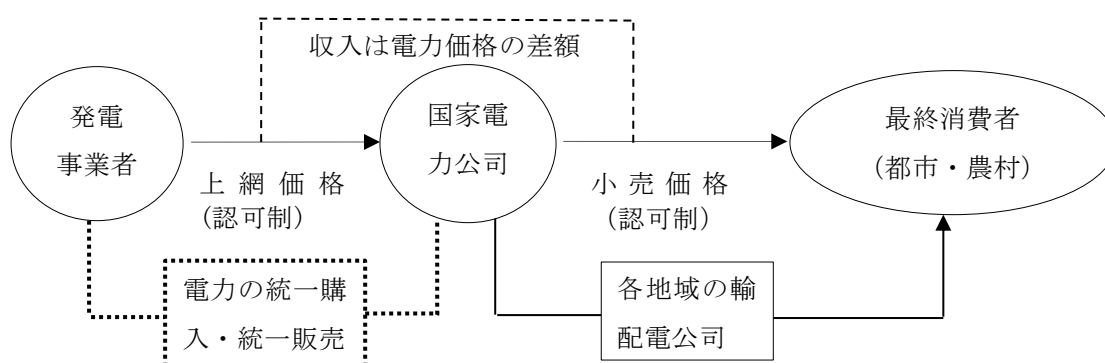 収入は電力価格の差額
発電
事業者
国家電
力公司
最終消費者
(都市・農村)
上網価格
(認可制)
小売価格
(認可制)
電力の統一購
入・統一販売
各地域の輸
配電公司